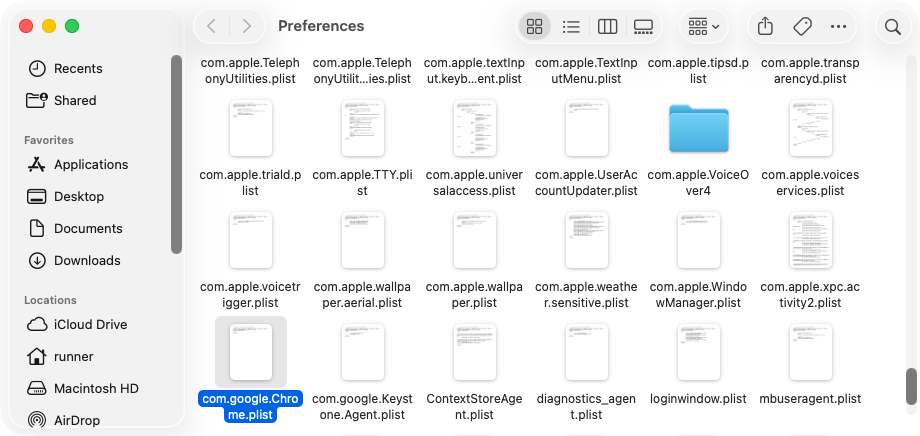 Preferences
Recents
Shared
Favorites
Applications
Desktop
Documents
Downloads
Locations
iCloud Drive
runner
Macintosh HD
AirDrop
com.apple.Teleph
onyUtilities.plist
com.apple.Teleph
onyUtilit...ies.plist
com.apple.textInp
ut.keyb...ent.plist
com.apple.TextIn
putMenu.plist
com.apple.tipsd.p
list
com.apple.transp
arencyd.plist
com.apple.triald.p
list
com.apple.TTY.pli
st
com.apple.univer
salaccess.plist
com.apple.UserAc
countUpdater.plist
com.apple.VoiceO
ver4
com.apple.voices
ervices.plist
com.apple.voicetr
igger.plist
com.apple.wallpa
per.aerial.plist
com.apple.wallpa
per.plist
com.apple.weathe
r.sensitive.plist
com.apple.Windo
wManager.plist
com.apple.xpc.ac
tivity2.plist
com.google.Chro
me.plist
com.google.Keyst
one.Agent.plist
ContextStoreAge
nt.plist
diagnostics_agen
t.plist
loginwindow.plist
mbuseragent.plist